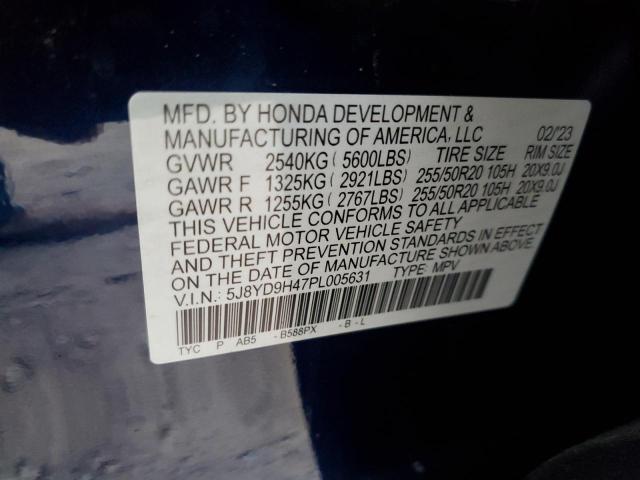 MFD. BY HONDA DEVELOPMENT &
MANUFACTURING OF AMERICA, LLC 02/'23
GVWR 2540KG ( 5600LBS) TIRE SIZE RIM SIZE
GAWR F 1325KG ( 2921LBS) 255/50R20 105H 20X9.0J
GAWR R 1255KG ( 2767LBS) 255/50R20 105H 20X9.0J
THIS VEHICLE CONFORMS TO ALL APPLICABLE
FEDERAL MOTOR VEHICLE SAFETY
AND THEFT PREVENTION STANDARDS IN EFFECT
ON THE DATE OF MANUFACTURE SHOWN ABOVE.
V.I.N.: 5J8YD9H47PL005631 TYPE: MPV
TYC P AB5 -B588PX -B-L